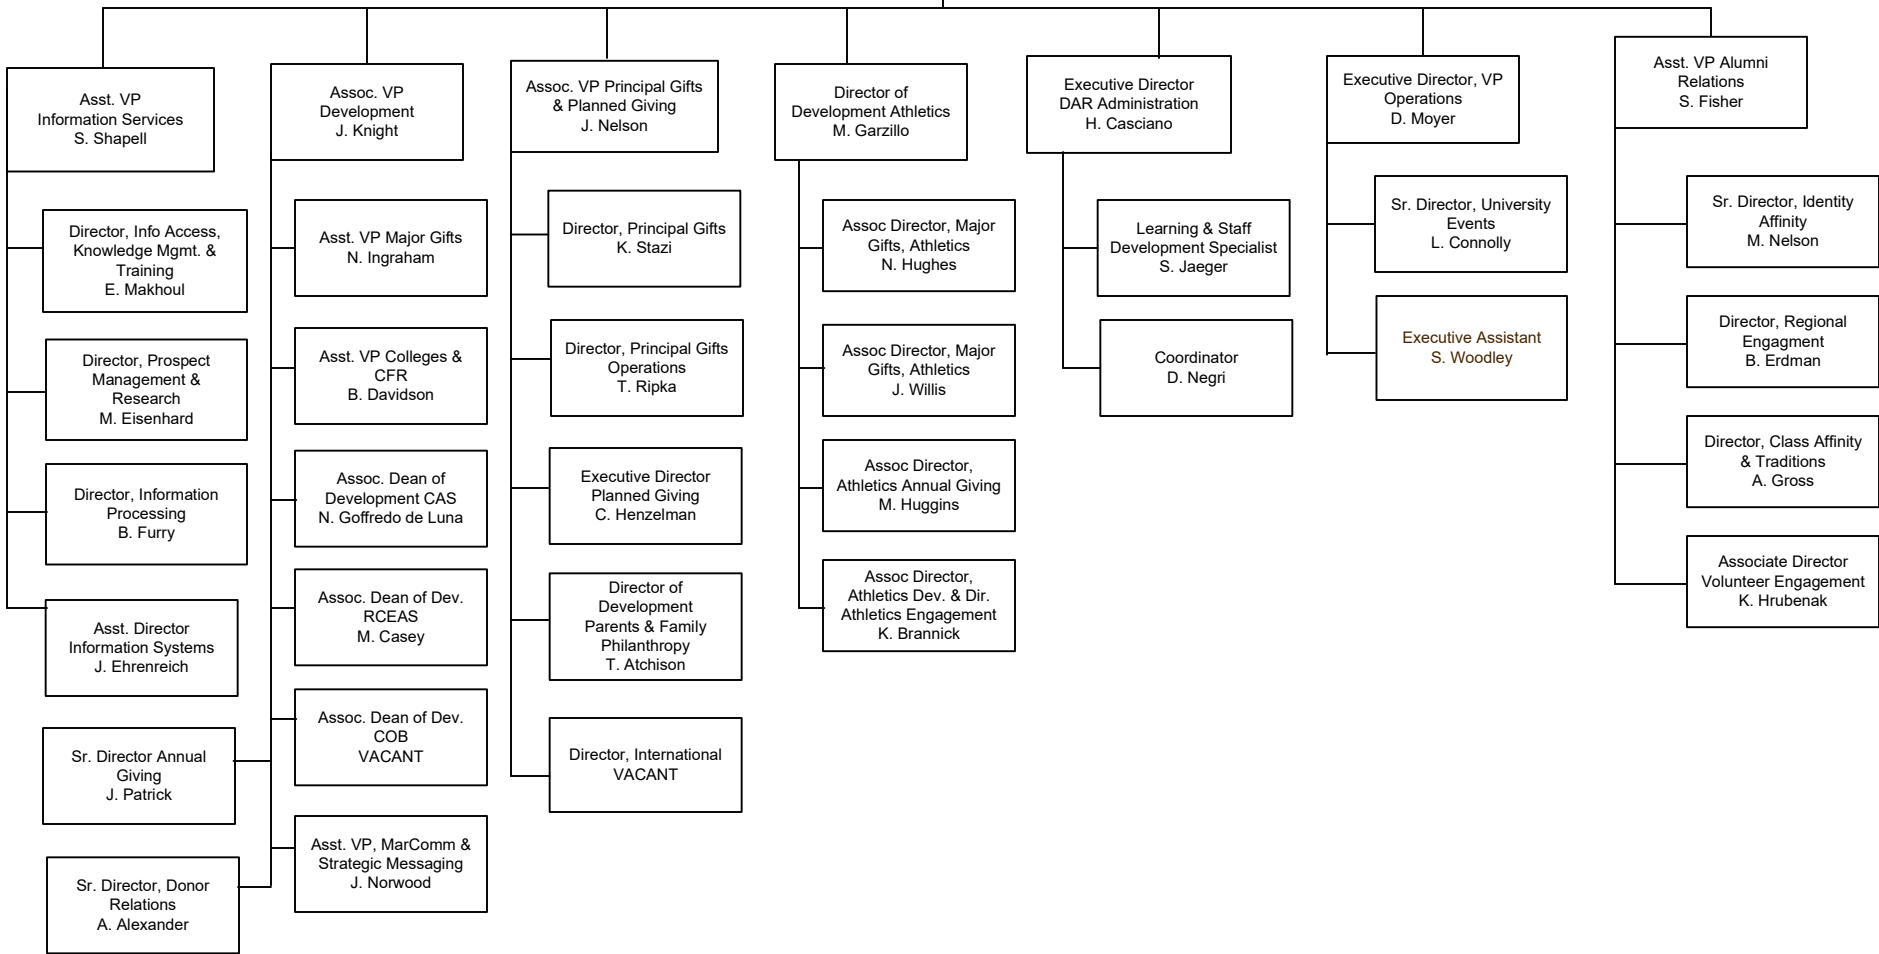 Asst. VP
Information Services
S. Shapell
Director, Info Access,
Knowledge Mgmt. &
Training
E. Makhoul
Director, Prospect
Management &
Research
M. Eisenhard
Director, Information
Processing
B. Furry
Asst. Director
Information Systems
J. Ehrenreich
Assoc. VP
Development
J. Knight
Asst. VP Major Gifts
N. Ingraham
Asst. VP Colleges &
CFR
B. Davidson
Assoc. Dean of
Development CAS
N. Goffredo de Luna
Assoc. Dean of Dev.
RCEAS
M. Casey
Assoc. Dean of Dev.
COB
VACANT
Sr. Director Annual
Giving
J. Patrick
Asst. VP, MarComm &
Strategic Messaging
J. Norwood
Sr. Director, Donor
Relations
A. Alexander
Assoc. VP Principal Gifts
& Planned Giving
J. Nelson
Director, Principal Gifts
K. Stazi
Director, Principal Gifts
Operations
T. Ripka
Executive Director
Planned Giving
C. Henzelman
Director of
Development
Parents & Family
Philanthropy
T. Atchison
Director, International
VACANT
Director of
Development Athletics
M. Garzillo
Assoc Director, Major
Gifts, Athletics
N. Hughes
Assoc Director, Major
Gifts, Athletics
J. Willis
Assoc Director,
Athletics Annual Giving
M. Huggins
Assoc Director,
Athletics Dev. & Dir.
Athletics Engagement
K. Brannick
Executive Director
DAR Administration
H. Casciano
Learning & Staff
Development Specialist
S. Jaeger
Coordinator
D. Negri
Executive Director, VP
Operations
D. Moyer
Sr. Director, University
Events
L. Connolly
Executive Assistant
S. Woodley
Asst. VP Alumni
Relations
S. Fisher
Sr. Director, Identity
Affinity
M. Nelson
Director, Regional
Engagment
B. Erdman
Director, Class Affinity
& Traditions
A. Gross
Associate Director
Volunteer Engagement
K. Hrubenak